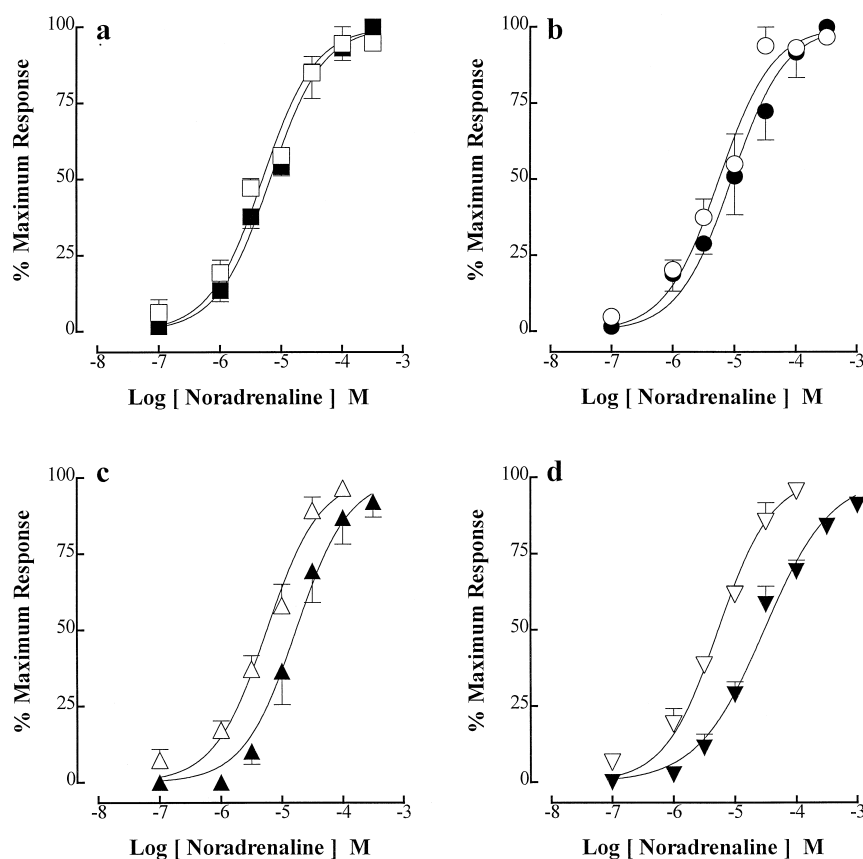 a
100
75
50
25
0
% Maximum Response
-8 -7 -6 -5 -4 -3
Log [ Noradrenaline ] M
b
100
75
50
25
0
% Maximum Response
-8 -7 -6 -5 -4 -3
Log [ Noradrenaline ] M
c
100
75
50
25
0
% Maximum Response
-8 -7 -6 -5 -4 -3
Log [ Noradrenaline ] M
d
100
75
50
25
0
% Maximum Response
-8 -7 -6 -5 -4 -3
Log [ Noradrenaline ] M